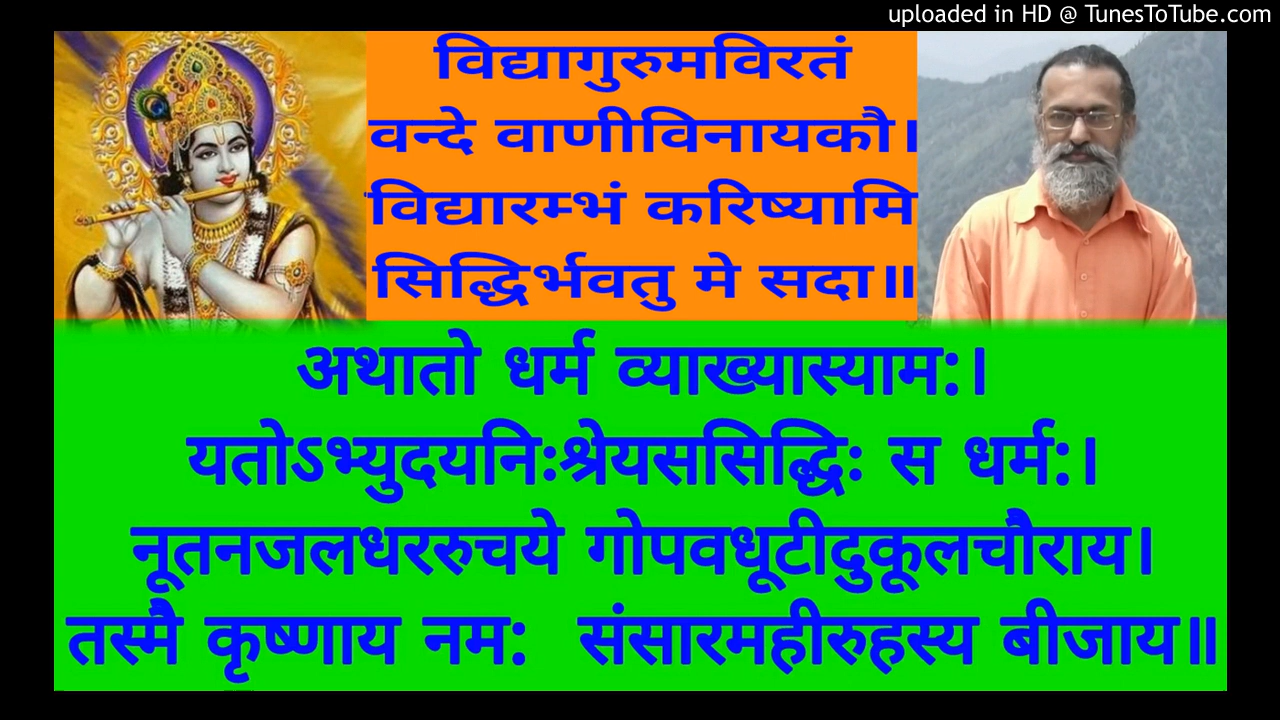 uploaded in HD @ TunesToTube.com
विद्यागुरुमविरतं
वन्दे वाणीविनायकौ।
विद्यारम्भं करिष्यामि
सिद्धिर्भवतु मे सदा॥
अथातो धर्म व्याख्यास्याम:।
यतोऽभ्युदयनिःश्रेयससिद्धिः स धर्म:।
नूतनजलधररुचये गोपवधूटीदुकूलचौराय।
तस्मै कृष्णाय नम: संसारमहीरुहस्य बीजाय॥